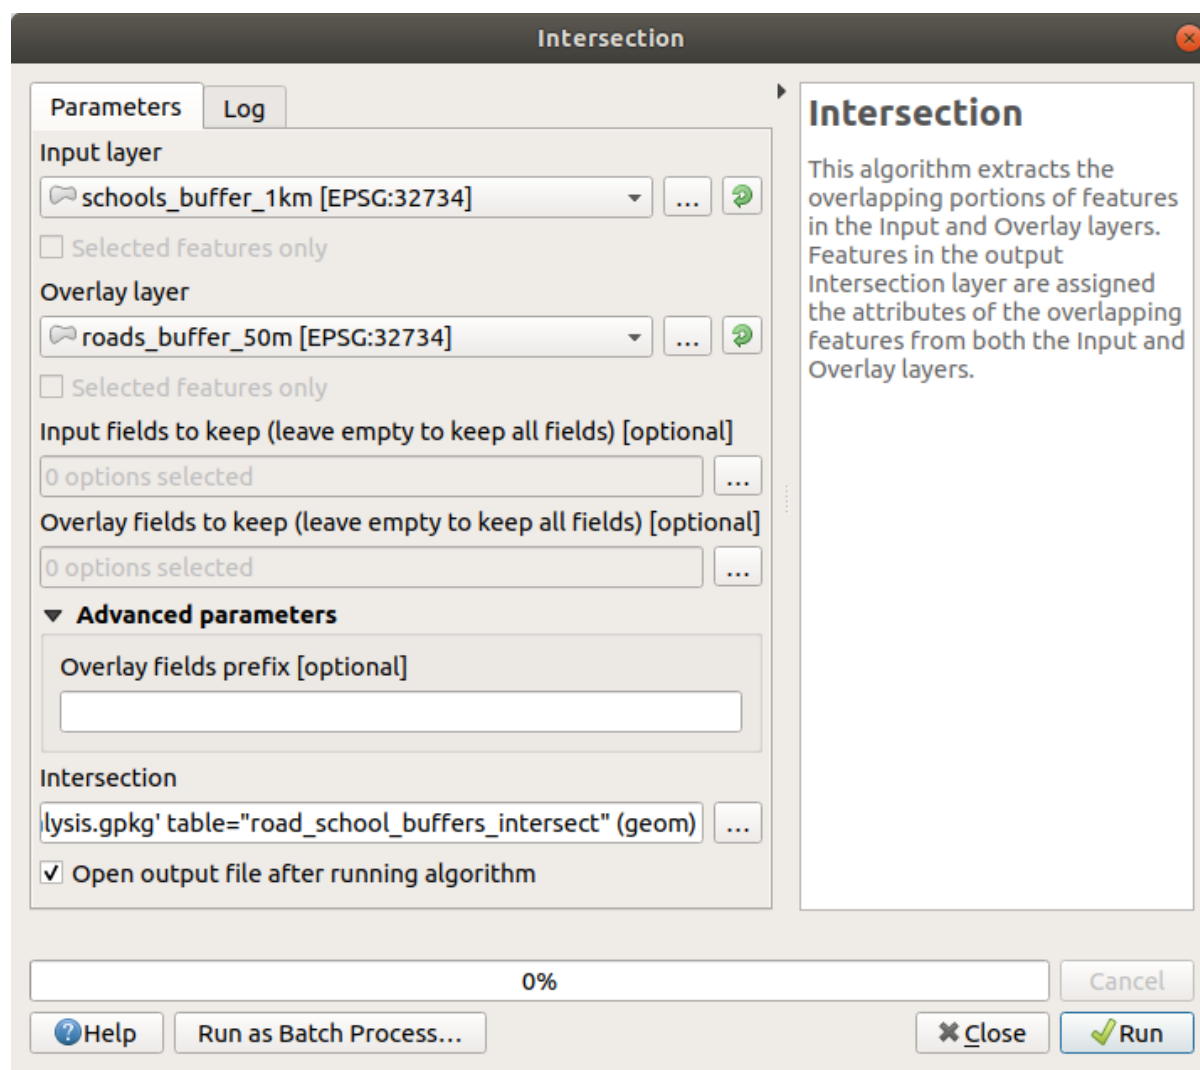 Intersection
Parameters
Log
Input layer
schools_buffer_1km [EPSG:32734]
...
Selected features only
Overlay layer
roads_buffer_50m [EPSG:32734]
...
Selected features only
Input fields to keep (leave empty to keep all fields) [optional]
0 options selected
...
Overlay fields to keep (leave empty to keep all fields) [optional]
0 options selected
...
Advanced parameters
Overlay fields prefix [optional]
Intersection
lysis.gpkg' table="road_school_buffers_intersect" (geom)
...
Open output file after running algorithm
Intersection
This algorithm extracts the
overlapping portions of features
in the Input and Overlay layers.
Features in the output
Intersection layer are assigned
the attributes of the overlapping
features from both the Input and
Overlay layers.
0%
Cancel
Help
Run as Batch Process...
Close
Run